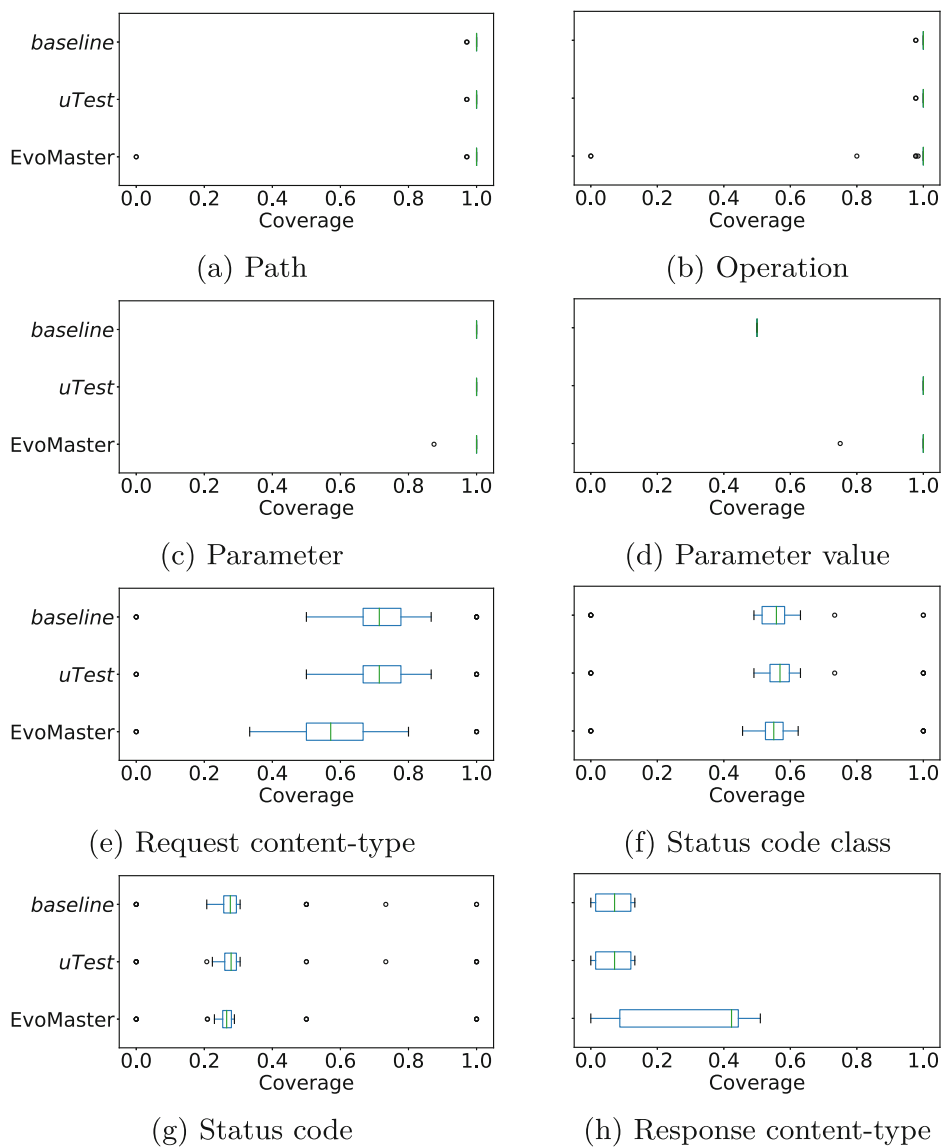 baseline
uTest
EvoMaster
0.0 0.2 0.4 0.6 0.8 1.0
Coverage
(a) Path
0.0 0.2 0.4 0.6 0.8 1.0
Coverage
(b) Operation
baseline
uTest
EvoMaster
0.0 0.2 0.4 0.6 0.8 1.0
Coverage
(c) Parameter
0.0 0.2 0.4 0.6 0.8 1.0
Coverage
(d) Parameter value
baseline
uTest
EvoMaster
0.0 0.2 0.4 0.6 0.8 1.0
Coverage
(e) Request content-type
0.0 0.2 0.4 0.6 0.8 1.0
Coverage
(f) Status code class
baseline
uTest
EvoMaster
0.0 0.2 0.4 0.6 0.8 1.0
Coverage
(g) Status code
0.0 0.2 0.4 0.6 0.8 1.0
Coverage
(h) Response content-type